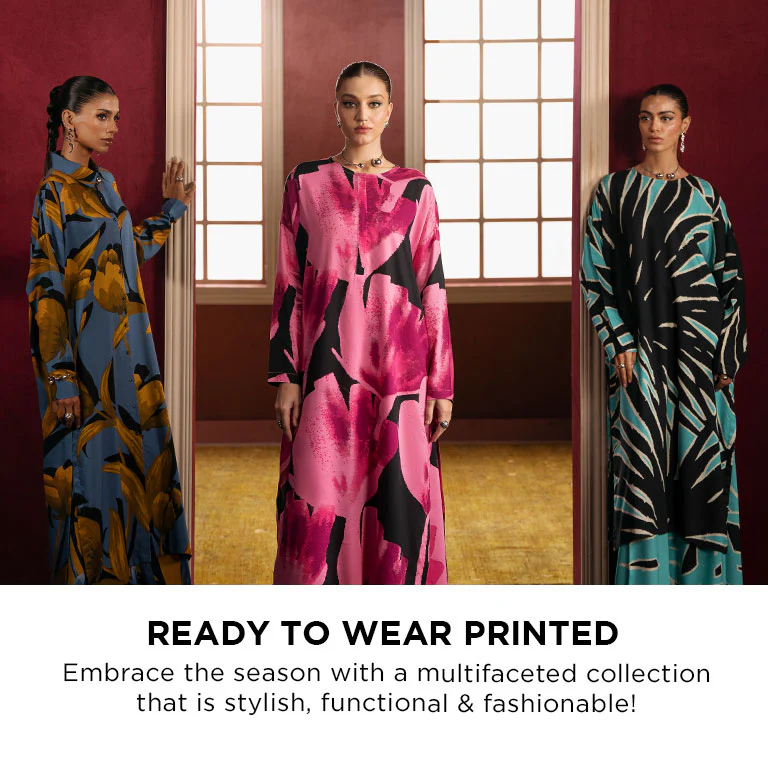 READY TO WEAR PRINTED
Embrace the season with a multifaceted collection
that is stylish, functional & fashionable!